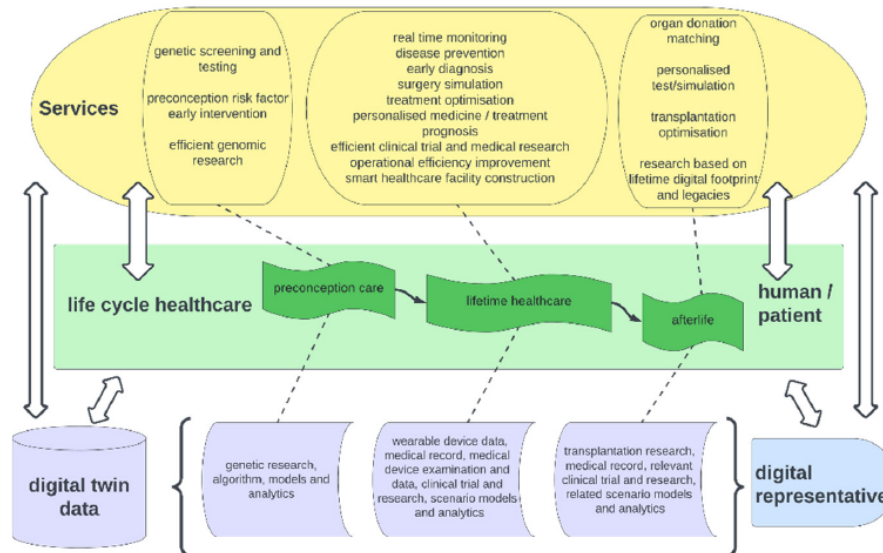 Services
genetic screening and
testing
preconception risk factor
early intervention
efficient genomic
research
real time monitoring
disease prevention
early diagnosis
surgery simulation
treatment optimisation
personalised medicine / treatment
prognosis
efficient clinical trial and medical research
operational efficiency improvement
smart healthcare facility construction
organ donation
matching
personalised
test/simulation
transplantation
optimisation
research based on
lifetime digital footprint
and legacies
life cycle healthcare
preconception care
lifetime healthcare
afterlife
human /
patient
digital twin
data
genetic research,
algorithm, models and
analytics
wearable device data,
medical record, medical
device examination and
data, clinical trial and
research, scenario models
and analytics
transplantation research,
medical record, relevant
clinical trial and research,
related scenario models
and analytics
digital
representative